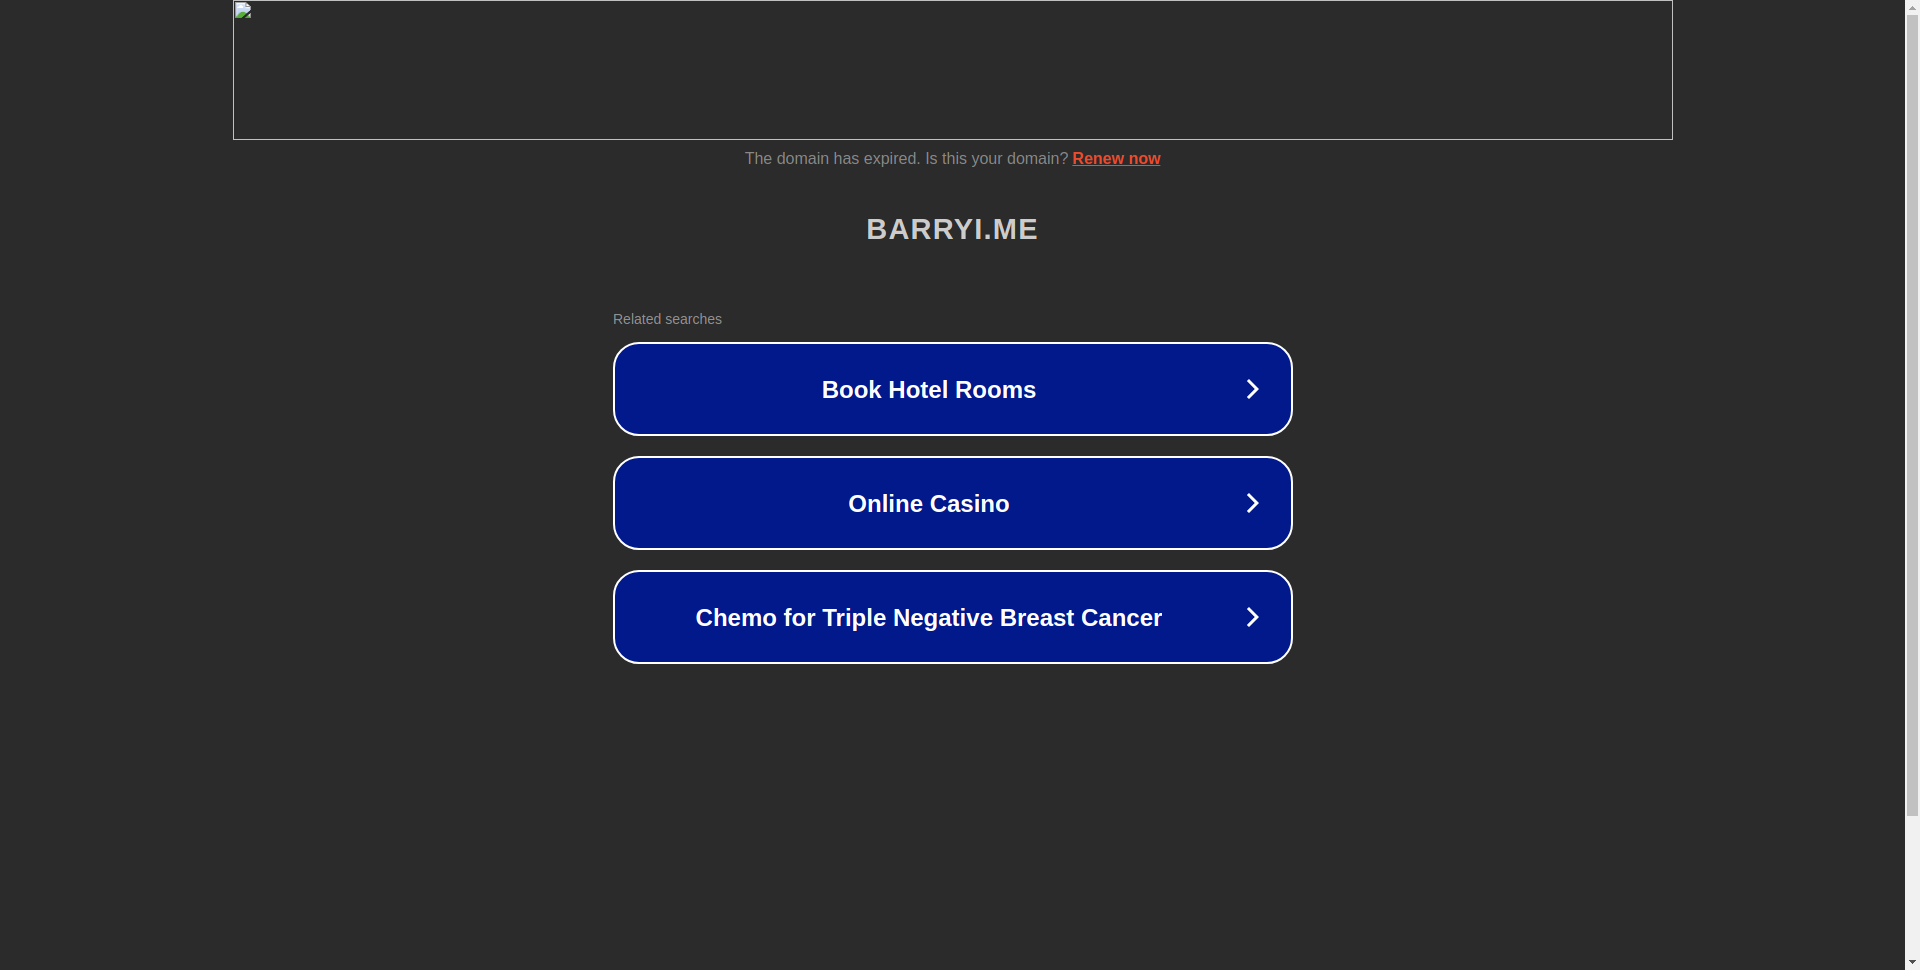 The domain has expired. Is this your domain? Renew now
BARRYI.ME
Related searches
Book Hotel Rooms
Online Casino
Chemo for Triple Negative Breast Cancer